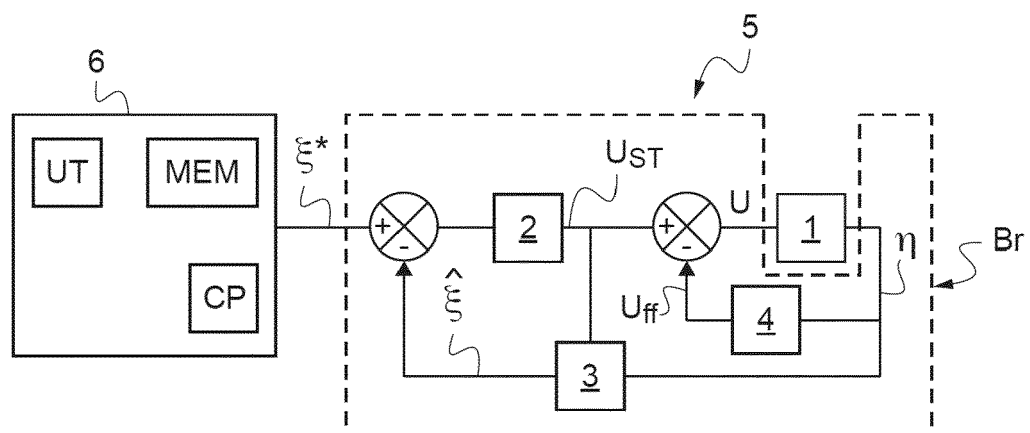 5
6
UT MEM
CP
ξ*
+
-
2
U_ST
+
-
U
1
η
Br
ξ̂
U_ff
4
3